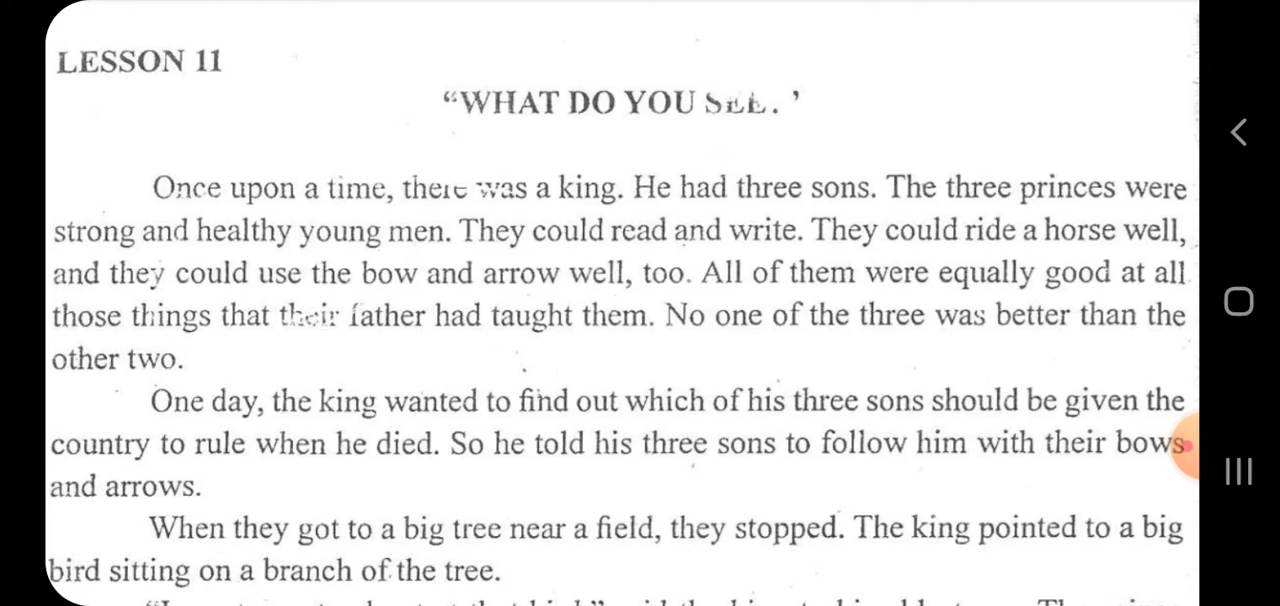 LESSON 11
“WHAT DO YOU SEE. ’
Once upon a time, there was a king. He had three sons. The three princes were
strong and healthy young men. They could read and write. They could ride a horse well,
and they could use the bow and arrow well, too. All of them were equally good at all
those things that their father had taught them. No one of the three was better than the
other two.
One day, the king wanted to find out which of his three sons should be given the
country to rule when he died. So he told his three sons to follow him with their bows
and arrows.
When they got to a big tree near a field, they stopped. The king pointed to a big
bird sitting on a branch of the tree.